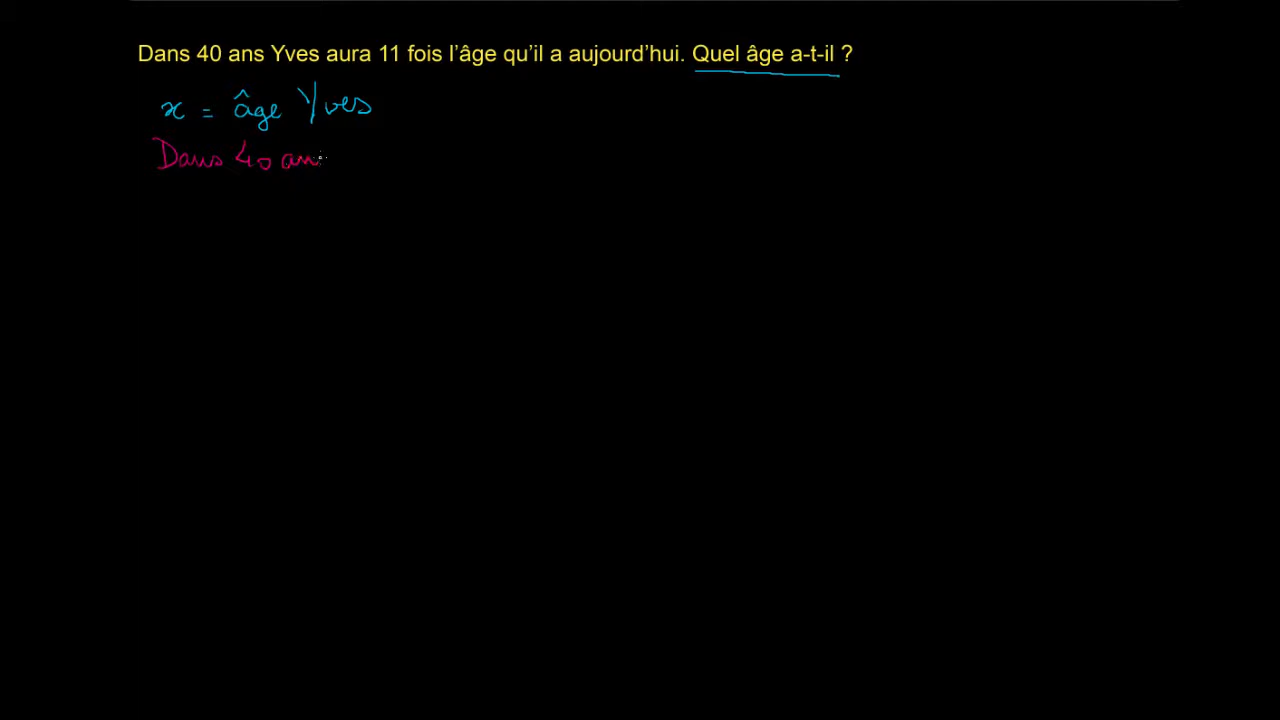 Dans 40 ans Yves aura 11 fois l’âge qu’il a aujourd’hui. Quel âge a-t-il ?
x = âge Yves
Dans 40 an